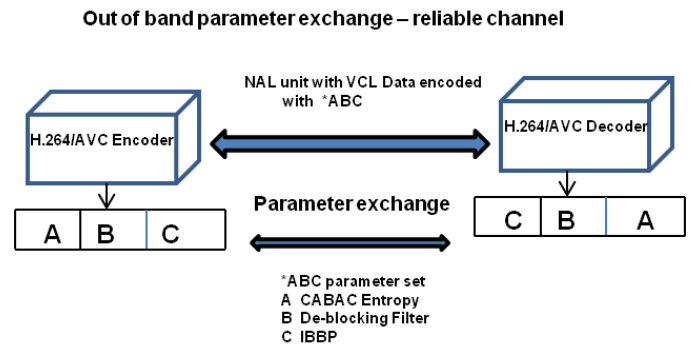 Out of band parameter exchange – reliable channel
NAL unit with VCL Data encoded
with *ABC
H.264/AVC Encoder
H.264/AVC Decoder
A B C
Parameter exchange
C B A
*ABC parameter set
A CABAC Entropy
B De-blocking Filter
C IBBP